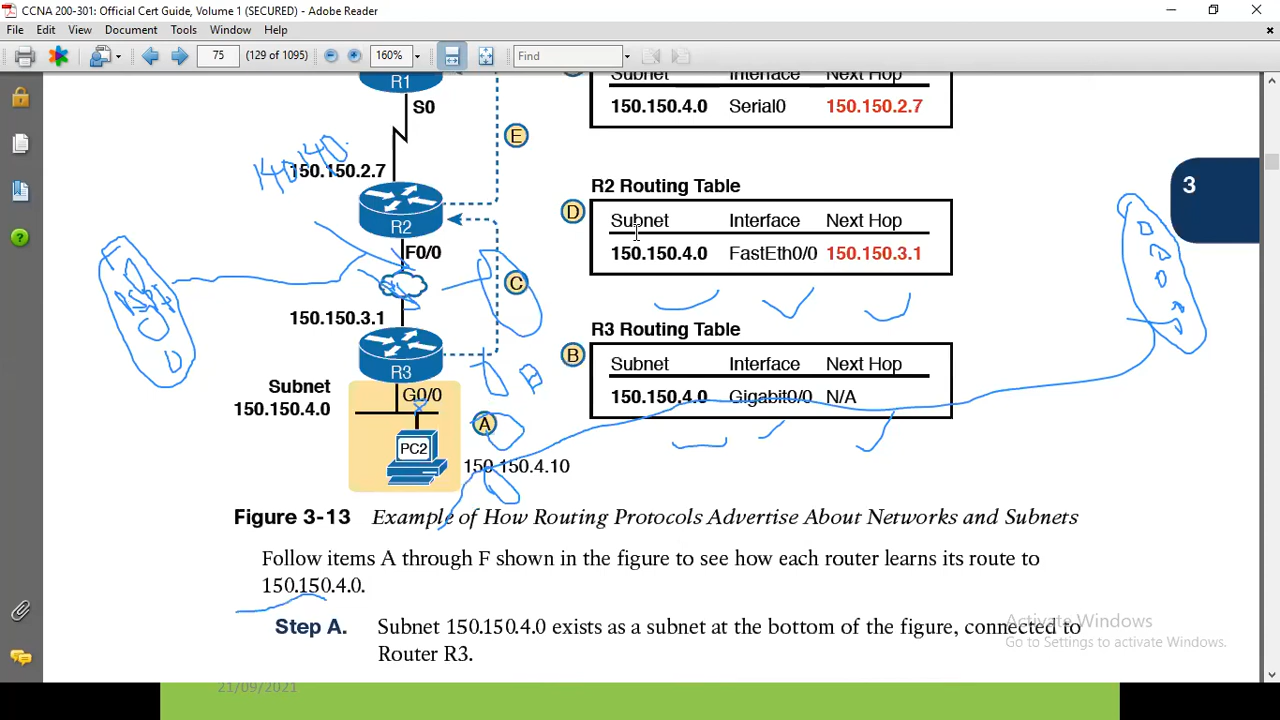 CCNA 200-301: Official Cert Guide, Volume 1 (SECURED) - Adobe Reader
File Edit View Document Tools Window Help
75 (129 of 1095) 160% Find
R1
S0
E
150.150.2.7
140 140.
R2
F0/0
C
150.150.3.1
R3
Subnet
150.150.4.0
G0/0
A
PC2
150.150.4.10
Subnet Interface Next Hop
150.150.4.0 Serial0 150.150.2.7
R2 Routing Table
D
Subnet Interface Next Hop
150.150.4.0 FastEth0/0 150.150.3.1
R3 Routing Table
B
Subnet Interface Next Hop
150.150.4.0 Gigabit0/0 N/A
3
Figure 3-13 Example of How Routing Protocols Advertise About Networks and Subnets
Follow items A through F shown in the figure to see how each router learns its route to
150.150.4.0.
Step A. Subnet 150.150.4.0 exists as a subnet at the bottom of the figure, connected to
Router R3.
Activate Windows
Go to Settings to activate Windows.
21/09/2021